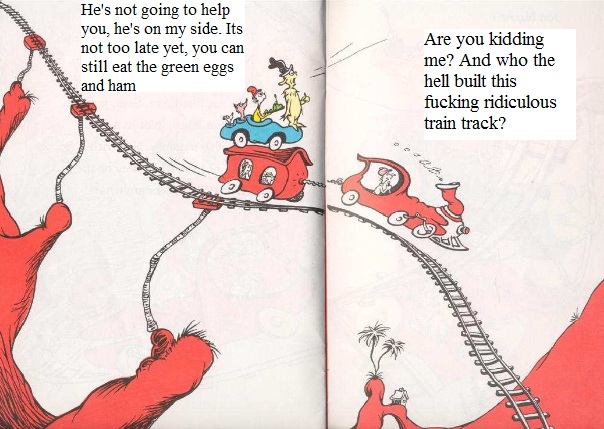 He's not going to help
you, he's on my side. Its
not too late yet, you can
still eat the green eggs
and ham
Are you kidding
me? And who the
hell built this
fucking ridiculous
train track?